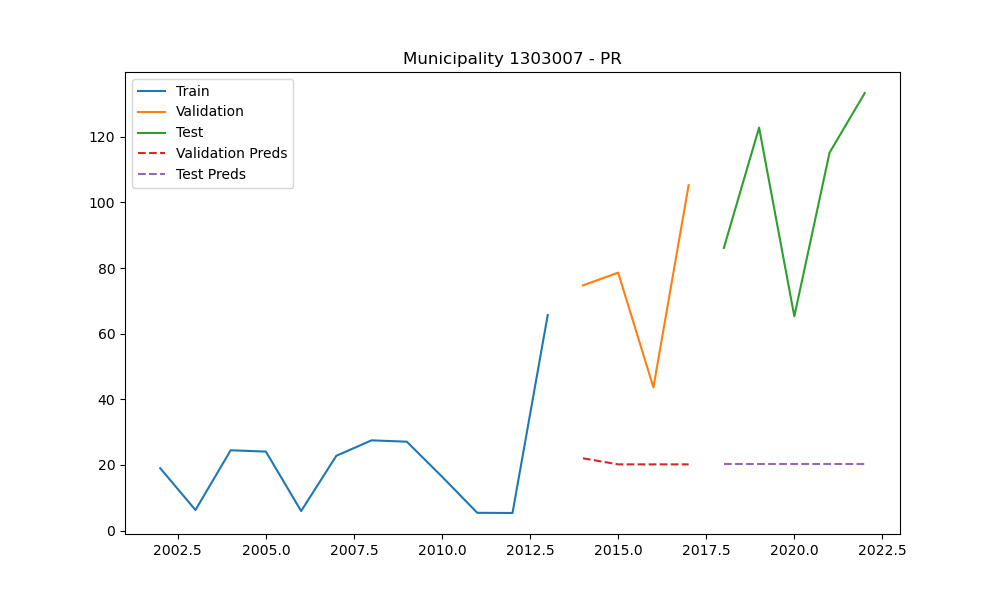 Municipality 1303007 - PR
Train
Validation
Test
Validation Preds
Test Preds
120
100
80
60
40
20
0
2002.5 2005.0 2007.5 2010.0 2012.5 2015.0 2017.5 2020.0 2022.5